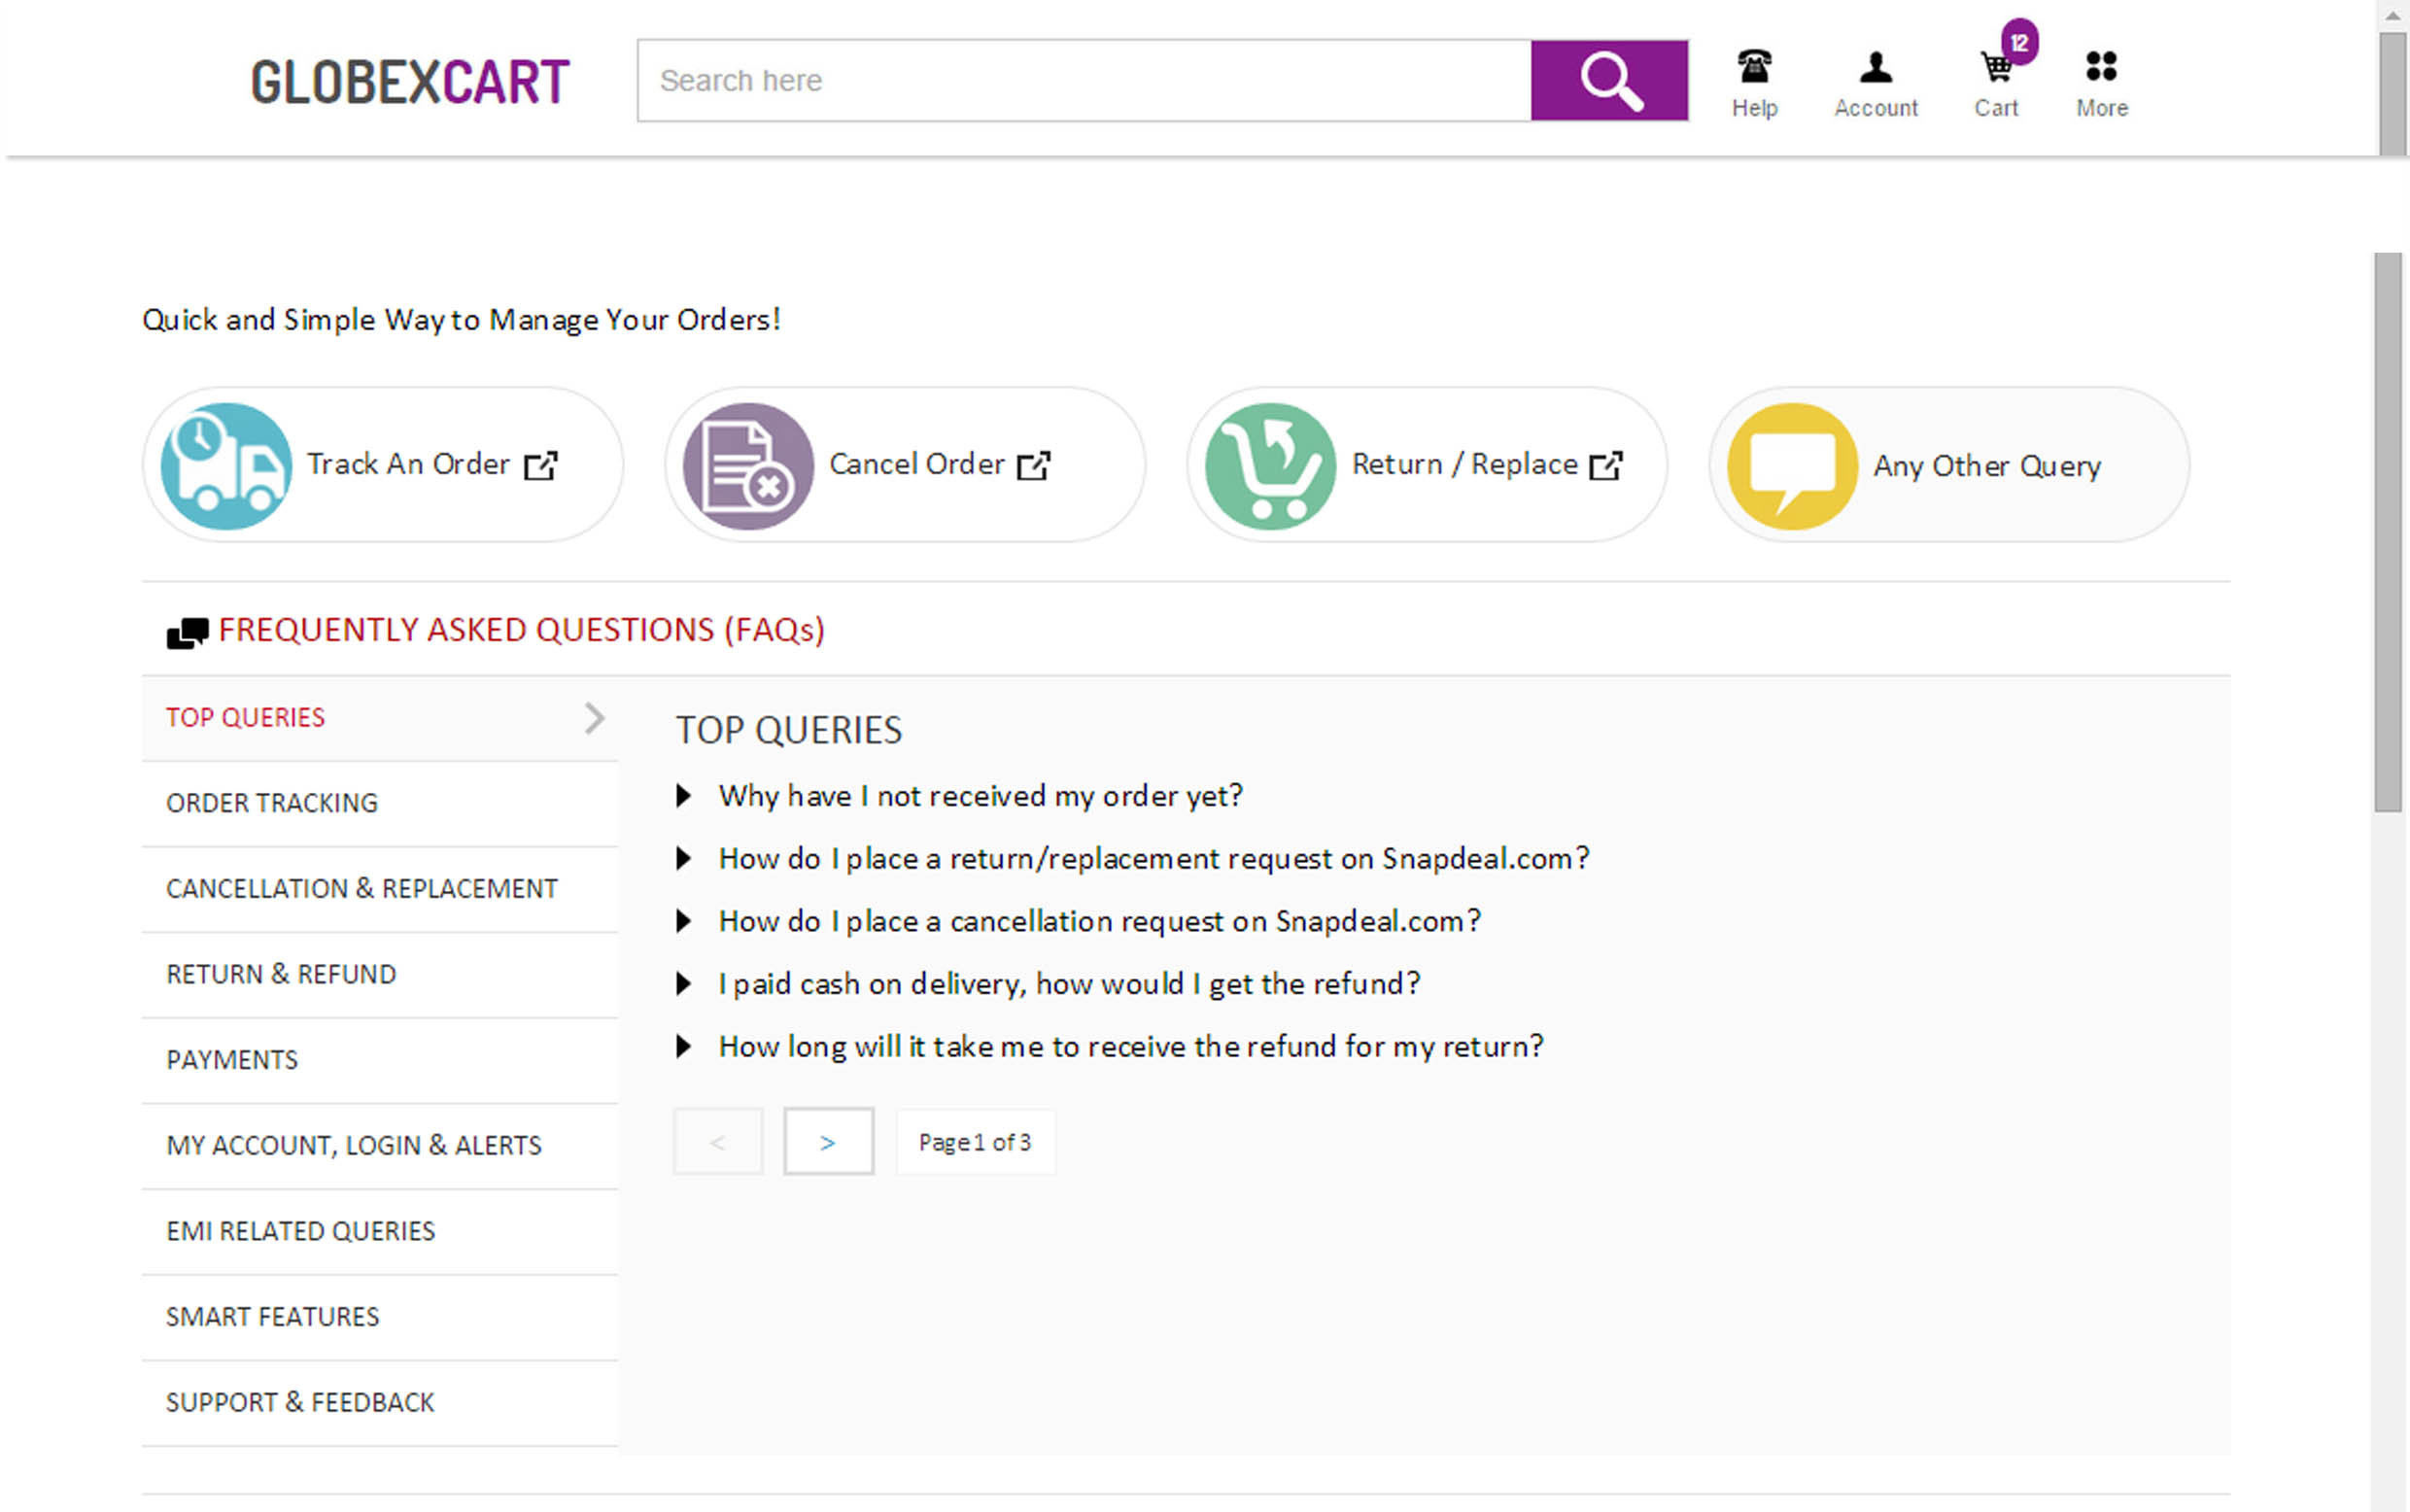 GLOBEXCART
Search here
12
Help
Account
Cart
More
Quick and Simple Way to Manage Your Orders!
Track An Order
Cancel Order
Return / Replace
Any Other Query
FREQUENTLY ASKED QUESTIONS (FAQs)
TOP QUERIES
ORDER TRACKING
CANCELLATION & REPLACEMENT
RETURN & REFUND
PAYMENTS
MY ACCOUNT, LOGIN & ALERTS
EMI RELATED QUERIES
SMART FEATURES
SUPPORT & FEEDBACK
TOP QUERIES
Why have I not received my order yet?
How do I place a return/replacement request on Snapdeal.com?
How do I place a cancellation request on Snapdeal.com?
I paid cash on delivery, how would I get the refund?
How long will it take me to receive the refund for my return?
< > Page 1 of 3